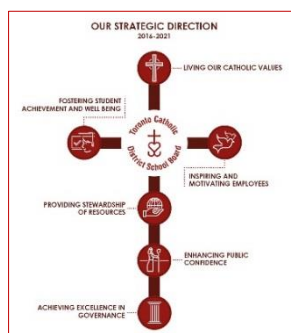 OUR STRATEGIC DIRECTION
2016-2021
LIVING OUR CATHOLIC VALUES
FOSTERING STUDENT
ACHIEVEMENT AND WELL BEING
Toronto Catholic
District School Board
INSPIRING AND
MOTIVATING EMPLOYEES
PROVIDING STEWARDSHIP
OF RESOURCES
ENHANCING PUBLIC
CONFIDENCE
ACHIEVING EXCELLENCE IN
GOVERNANCE